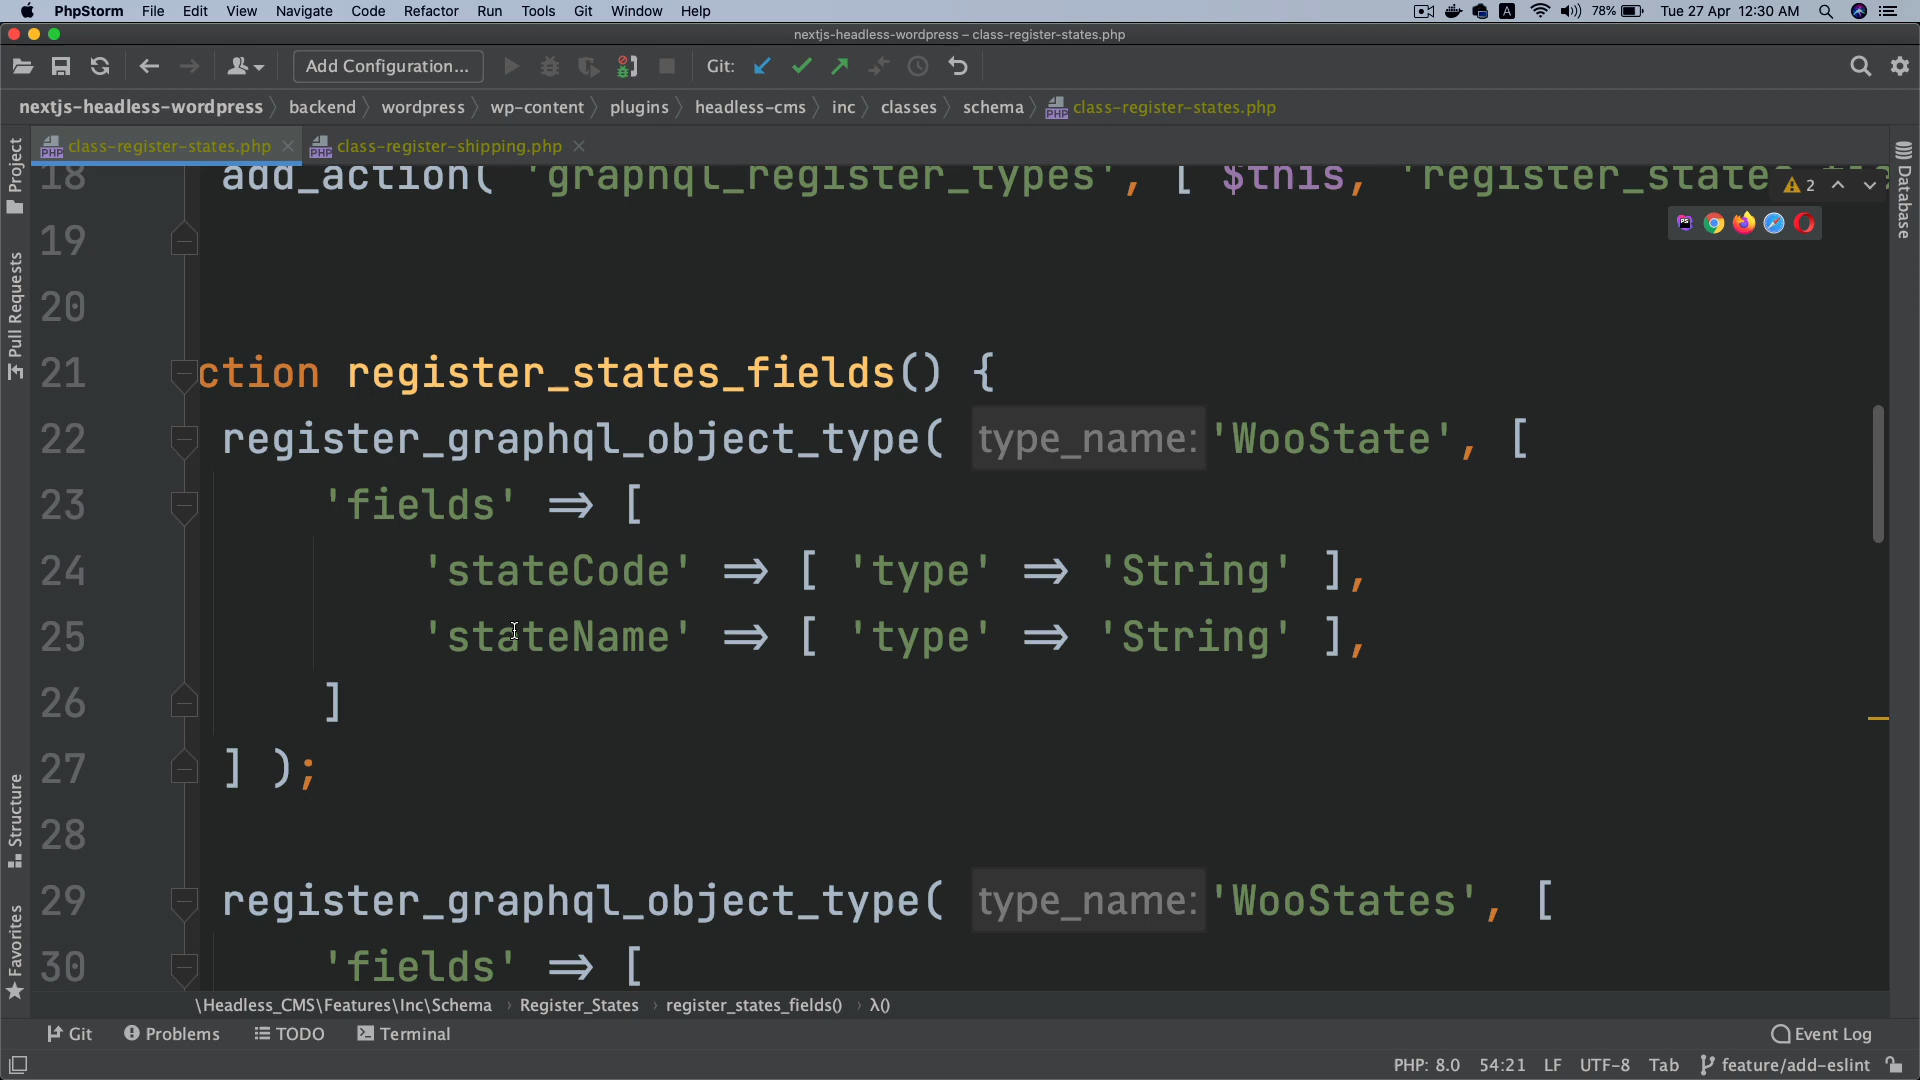 PhpStorm File Edit View Navigate Code Refactor Run Tools Git Window Help A 78% Tue 27 Apr 12:30 AM
nextjs-headless-wordpress – class-register-states.php
Add Configuration... Git:
nextjs-headless-wordpress backend wordpress wp-content plugins headless-cms inc classes schema class-register-states.php
class-register-states.php class-register-shipping.php
Project
Pull Requests
Structure
Favorites
Database
2
18 add_action( 'graphql_register_types', [ $this, 'register_states
19
20
21 ction register_states_fields() {
22 register_graphql_object_type( type_name: 'WooState', [
23 'fields' => [
24 'stateCode' => [ 'type' => 'String' ],
25 'stateName' => [ 'type' => 'String' ],
26 ]
27 ] );
28
29 register_graphql_object_type( type_name: 'WooStates', [
30 'fields' => [
\Headless_CMS\Features\Inc\Schema › Register_States › register_states_fields() › λ()
Git Problems TODO Terminal Event Log
PHP: 8.0 54:21 LF UTF-8 Tab feature/add-eslint